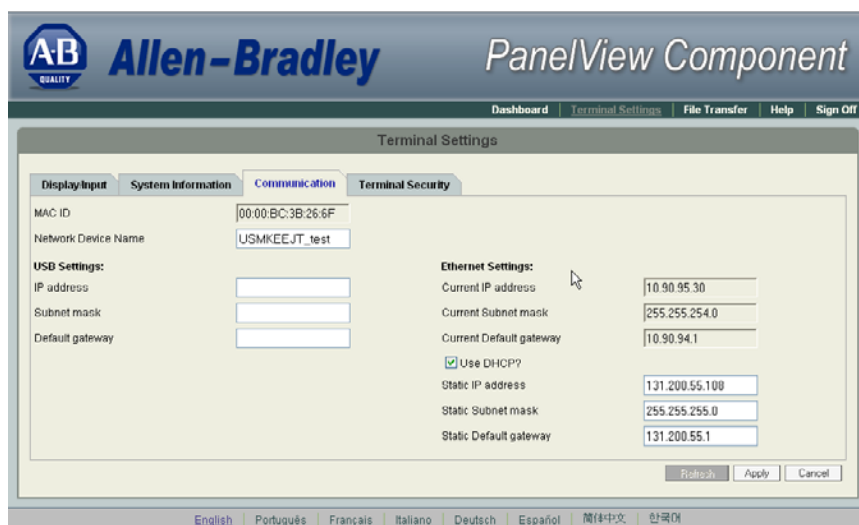 A-B
QUALITY
Allen-Bradley
PanelView Component
Dashboard Terminal Settings File Transfer Help Sign Off
Terminal Settings
Display/Input System Information Communication Terminal Security
MAC ID 00:00:BC:3B:26:6F
Network Device Name USMKEEJT_test
USB Settings: Ethernet Settings:
IP address Current IP address 10.90.95.30
Subnet mask Current Subnet mask 255.255.254.0
Default gateway Current Default gateway 10.90.94.1
Use DHCP?
Static IP address 131.200.55.108
Static Subnet mask 255.255.255.0
Static Default gateway 131.200.55.1
Refresh Apply Cancel
English Português Français Italiano Deutsch Español 简体中文 한국어